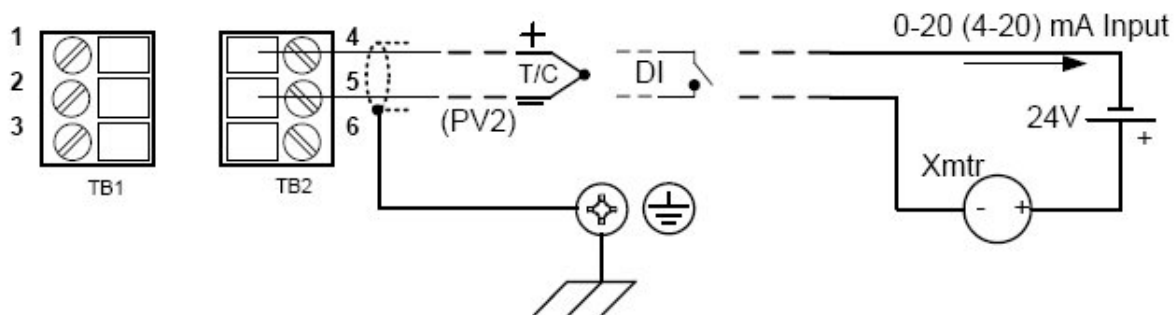 0-20 (4-20) mA Input
1
2
3
TB1
TB2
4
5
6
+
T/C
(PV2)
DI
24V
+
Xmtr
- +